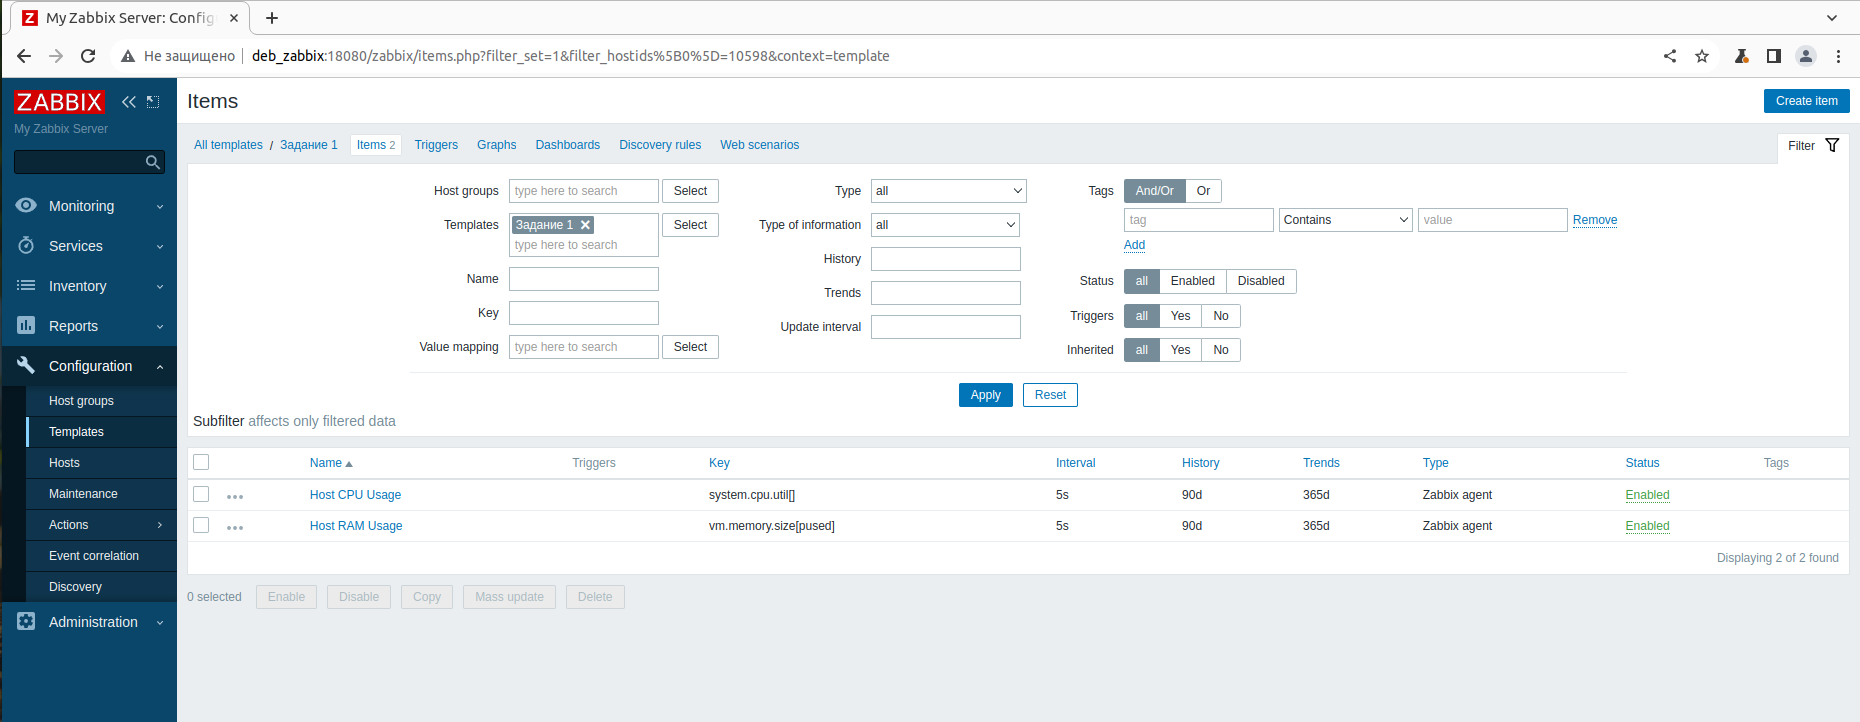 My Zabbix Server: Config
Не защищено deb_zabbix:18080/zabbix/items.php?filter_set=1&filter_hostids%5B0%5D=10598&context=template
ZABBIX
My Zabbix Server
Monitoring
Services
Inventory
Reports
Configuration
Host groups
Templates
Hosts
Maintenance
Actions
Event correlation
Discovery
Administration
Items
Create item
All templates / Задание 1 Items 2 Triggers Graphs Dashboards Discovery rules Web scenarios
Filter
Host groups type here to search Select
Templates Задание 1 Select
type here to search
Name
Key
Value mapping type here to search Select
Type all
Type of information all
History
Trends
Update interval
Tags And/Or Or
tag Contains value Remove
Add
Status all Enabled Disabled
Triggers all Yes No
Inherited all Yes No
Apply Reset
Subfilter affects only filtered data
Name Triggers Key Interval History Trends Type Status Tags
Host CPU Usage system.cpu.util[] 5s 90d 365d Zabbix agent Enabled
Host RAM Usage vm.memory.size[pused] 5s 90d 365d Zabbix agent Enabled
Displaying 2 of 2 found
0 selected Enable Disable Copy Mass update Delete